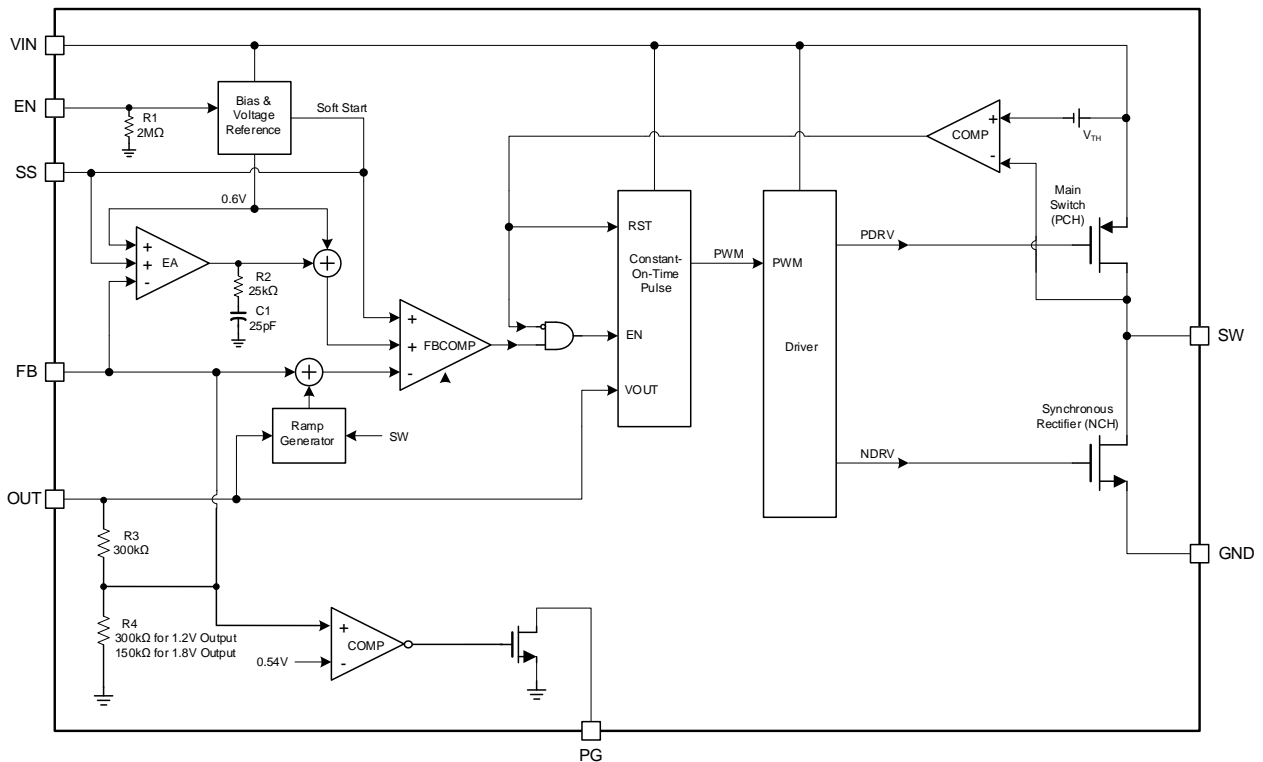 VIN
EN
R1
2MΩ
Bias &
Voltage
Reference
Soft Start
SS
0.6V
+
+
-
EA
R2
25kΩ
C1
25pF
+
+
-
FBCOMP
FB
Ramp
Generator
SW
OUT
R3
300kΩ
R4
300kΩ for 1.2V Output
150kΩ for 1.8V Output
0.54V
+
-
COMP
PG
RST
Constant-
On-Time
Pulse
EN
VOUT
PWM
PWM
Driver
PDRV
NDRV
+
-
COMP
VTH
Main
Switch
(PCH)
Synchronous
Rectifier (NCH)
SW
GND